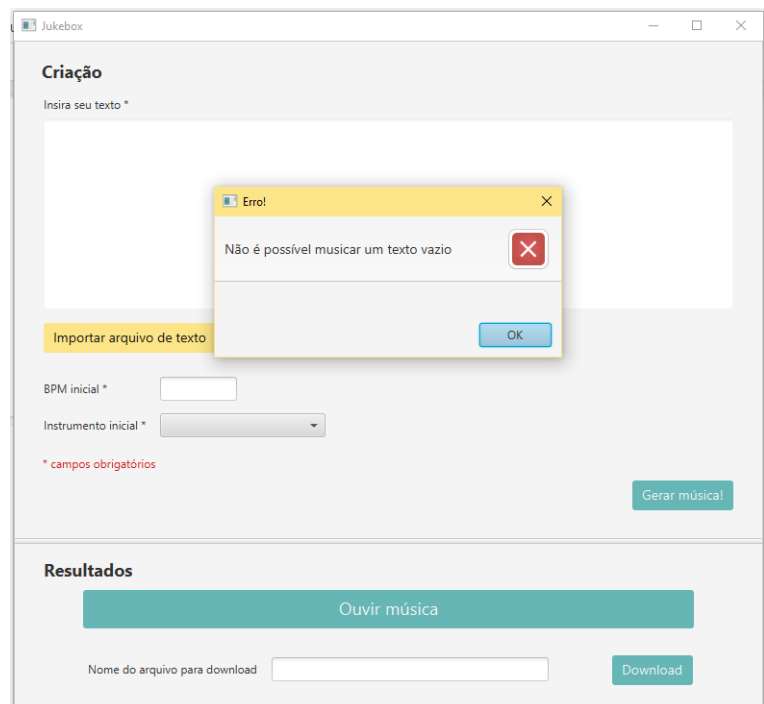 Jukebox
Criação
Insira seu texto *
Erro!
Não é possível musicar um texto vazio
OK
Importar arquivo de texto
BPM inicial *
Instrumento inicial *
* campos obrigatórios
Gerar música!
Resultados
Ouvir música
Nome do arquivo para download
Download